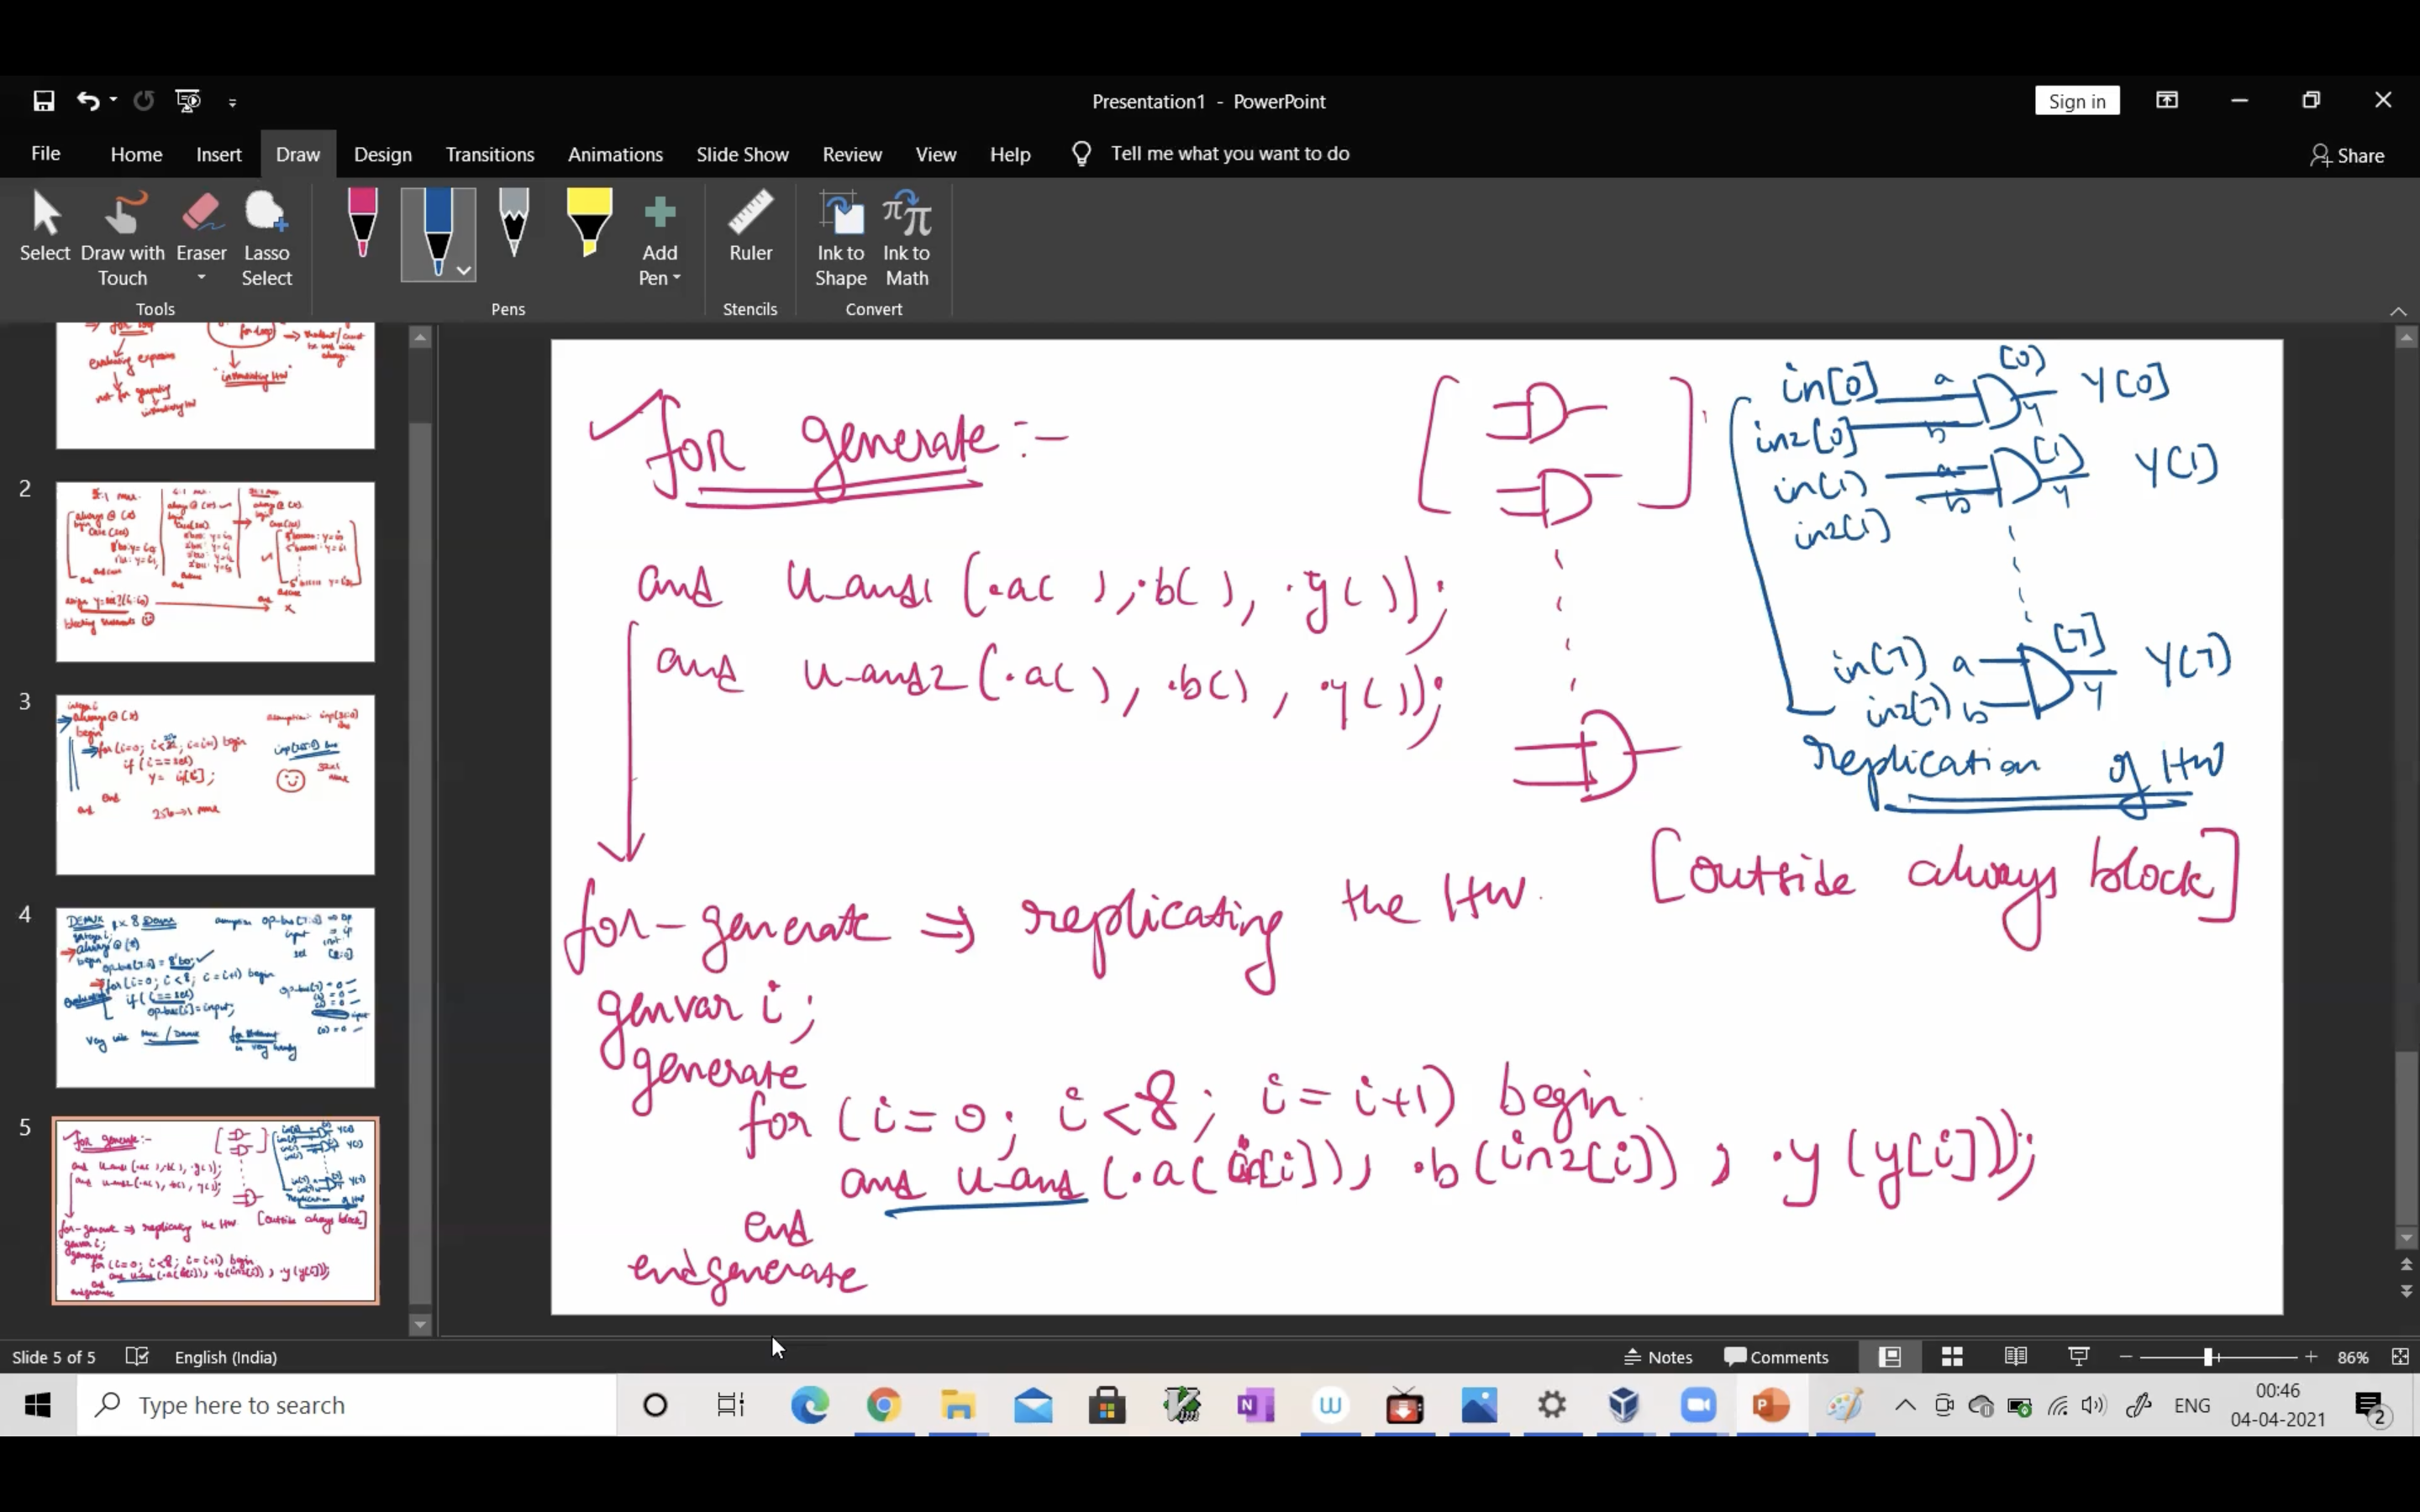 Presentation1 - PowerPoint
Sign in
File Home Insert Draw Design Transitions Animations Slide Show Review View Help Tell me what you want to do
Share
Select Draw with Touch Eraser Lasso Select
Add Pen
Ruler
Ink to Shape Ink to Math
Tools Pens Stencils Convert
2
3
4
5
for generate :-
and u_and1 (.a( ), .b( ), .y( ));
and u_and2 (.a( ), .b( ), .y( ));
in[0] a [0] y[0]
in2[0] b y
in[1] a [1] y[1]
in2[1] b y
in[7] a [7] y[7]
in2[7] b y
replication of HW
for-generate ⇒ replicating the HW. [outside always block]
genvar i;
generate
for (i=0; i<8; i=i+1) begin
and u_and (.a(in[i]), .b(in2[i]), .y(y[i]));
end
endgenerate
Slide 5 of 5 English (India)
Notes Comments 86%
Type here to search
ENG
00:46
04-04-2021
2